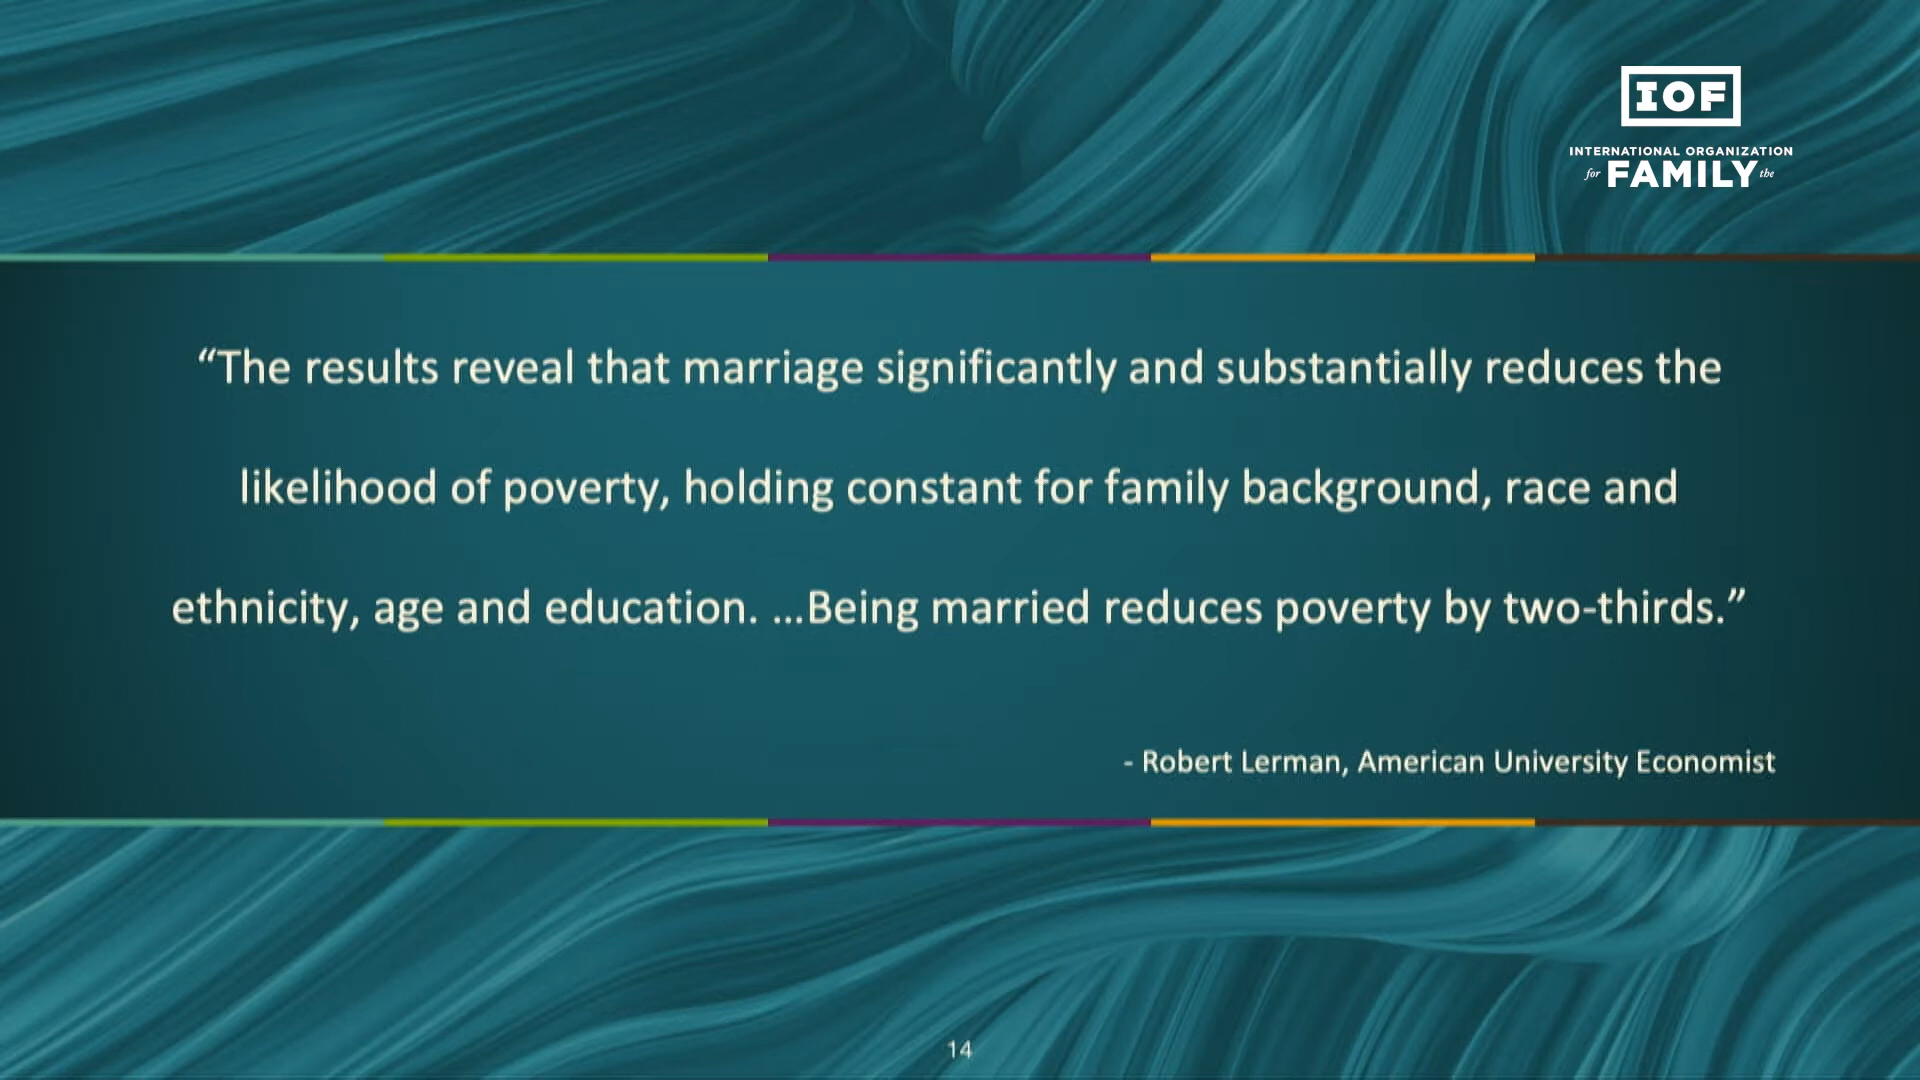 IOF
INTERNATIONAL ORGANIZATION
for FAMILY the
“The results reveal that marriage significantly and substantially reduces the
likelihood of poverty, holding constant for family background, race and
ethnicity, age and education. ...Being married reduces poverty by two-thirds.”
- Robert Lerman, American University Economist
14